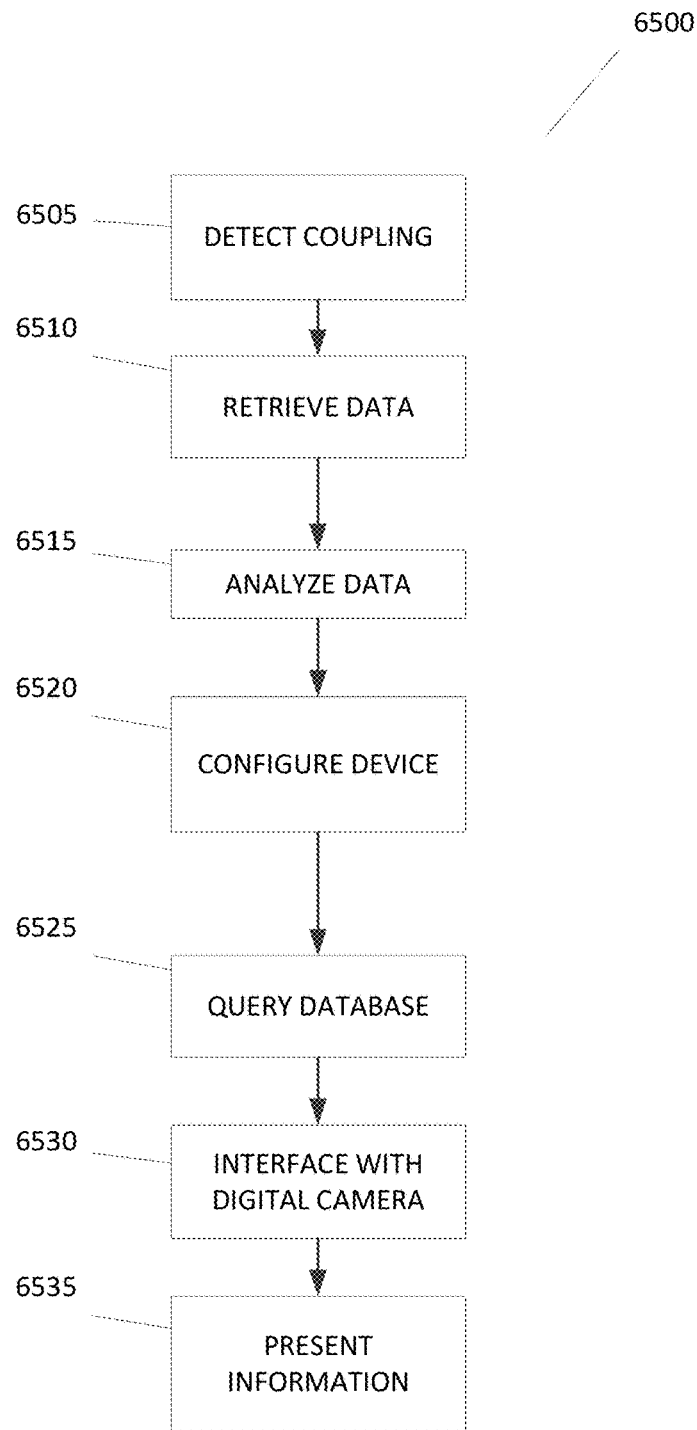 6500
6505
DETECT COUPLING
6510
RETRIEVE DATA
6515
ANALYZE DATA
6520
CONFIGURE DEVICE
6525
QUERY DATABASE
6530
INTERFACE WITH
DIGITAL CAMERA
6535
PRESENT
INFORMATION